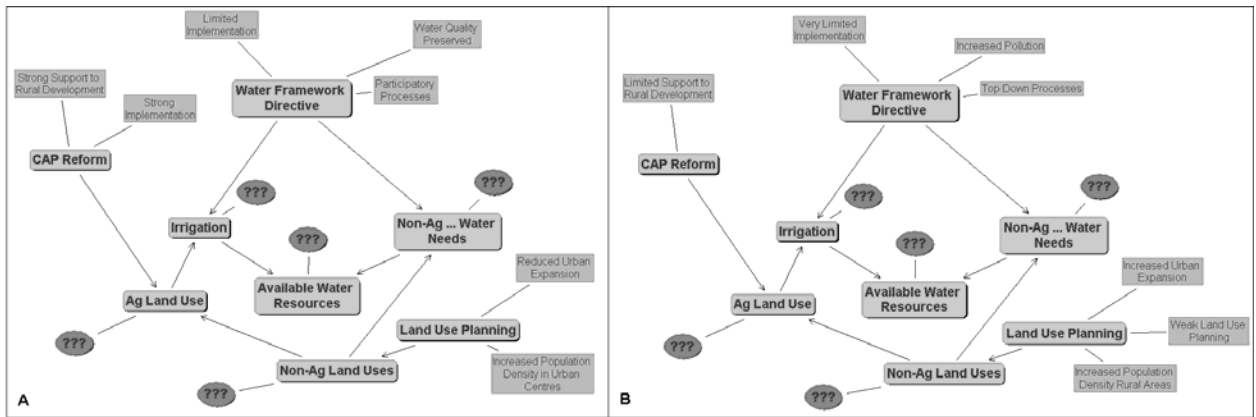 Limited
Implementation
Water Quality
Preserved
Strong Support to
Rural Development
Strong
Implementation
Water Framework
Directive
Participatory
Processes
CAP Reform
???
???
Irrigation
???
Non-Ag ... Water
Needs
Reduced Urban
Expansion
Ag Land Use
Available Water
Resources
???
Land Use Planning
???
Non-Ag Land Uses
Increased Population
Density in Urban
Centres
A
Very Limited
Implementation
Increased Pollution
Limited Support to
Rural Development
Water Framework
Directive
Top Down Processes
CAP Reform
???
???
Irrigation
???
Non-Ag ... Water
Needs
Increased Urban
Expansion
Ag Land Use
Available Water
Resources
???
Land Use Planning
Weak Land Use
Planning
???
Non-Ag Land Uses
Increased Population
Density Rural Areas
B